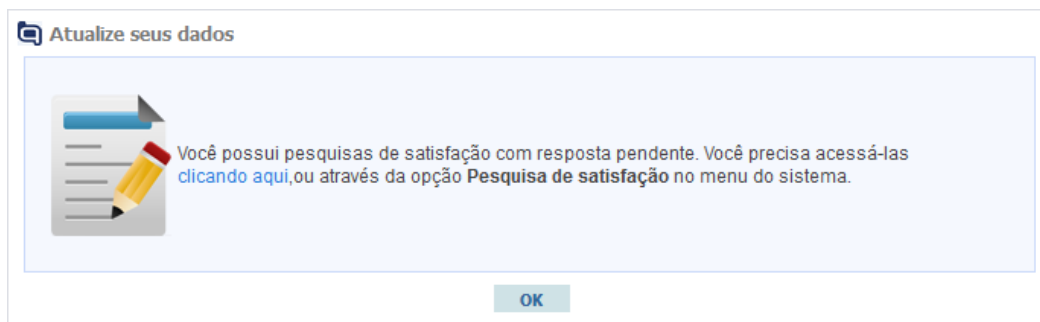 Atualize seus dados
Você possui pesquisas de satisfação com resposta pendente. Você precisa acessá-las
clicando aqui,ou através da opção Pesquisa de satisfação no menu do sistema.
OK